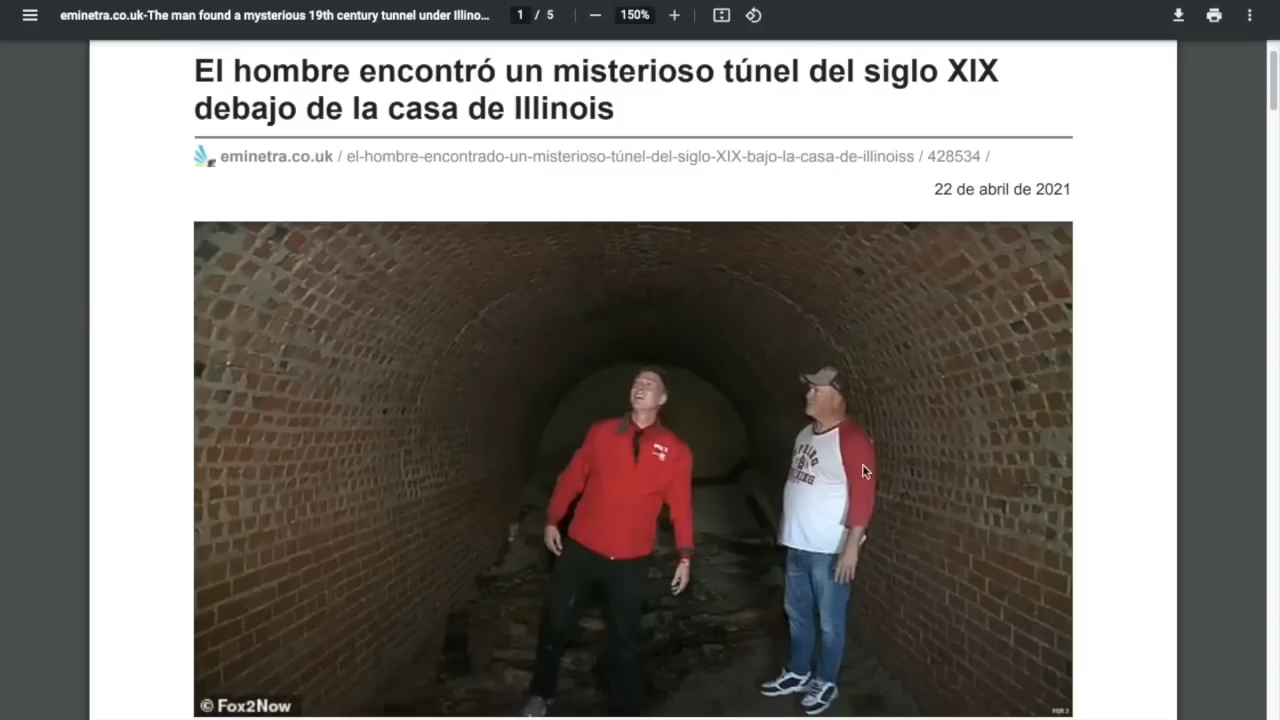 eminetra.co.uk-The man found a mysterious 19th century tunnel under Illino...
1 / 5
150%
El hombre encontró un misterioso túnel del siglo XIX
debajo de la casa de Illinois
eminetra.co.uk / el-hombre-encontrado-un-misterioso-túnel-del-siglo-XIX-bajo-la-casa-de-illinoiss / 428534 /
22 de abril de 2021
© Fox2Now